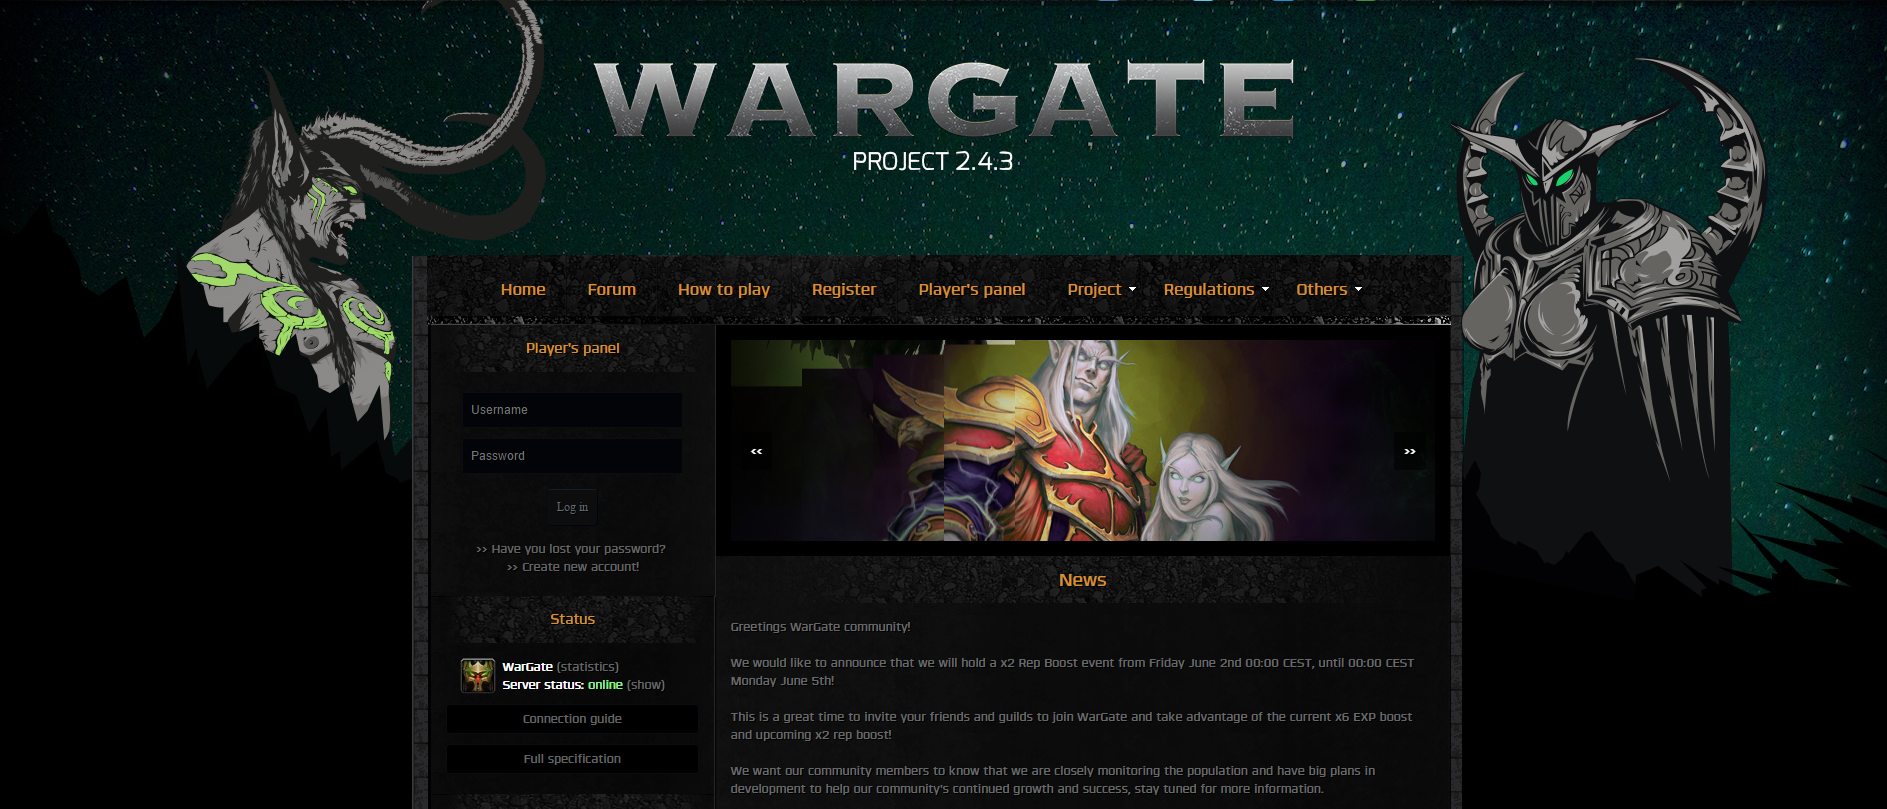 WARGATE
PROJECT 2.4.3
Home Forum How to play Register Player's panel Project Regulations Others
Player's panel
Username
Password
Log in
>> Have you lost your password?
>> Create new account!
Status
WarGate (statistics)
Server status: online (show)
Connection guide
Full specification
<< >>
News
Greetings WarGate community!
We would like to announce that we will hold a x2 Rep Boost event from Friday June 2nd 00:00 CEST, until 00:00 CEST
Monday June 5th!
This is a great time to invite your friends and guilds to join WarGate and take advantage of the current x6 EXP boost
and upcoming x2 rep boost!
We want our community members to know that we are closely monitoring the population and have big plans in
development to help our community's continued growth and success, stay tuned for more information.